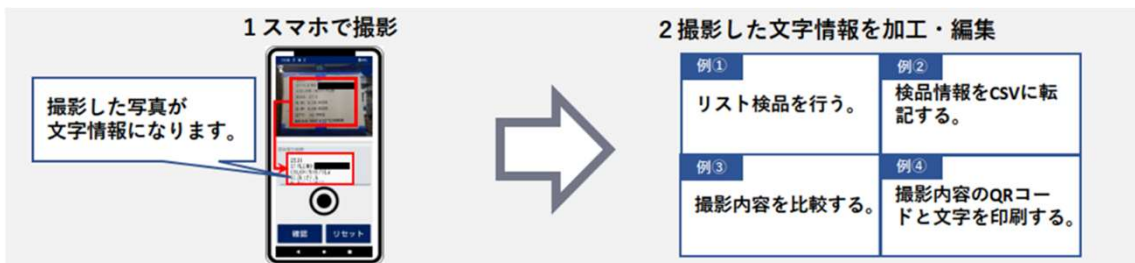 1スマホで撮影
撮影した写真が
文字情報になります。
確認
リセット
2撮影した文字情報を加工・編集
例①
リスト検品を行う。
例②
検品情報をCSVに転
記する。
例③
撮影内容を比較する。
例④
撮影内容のQRコー
ドと文字を印刷する。